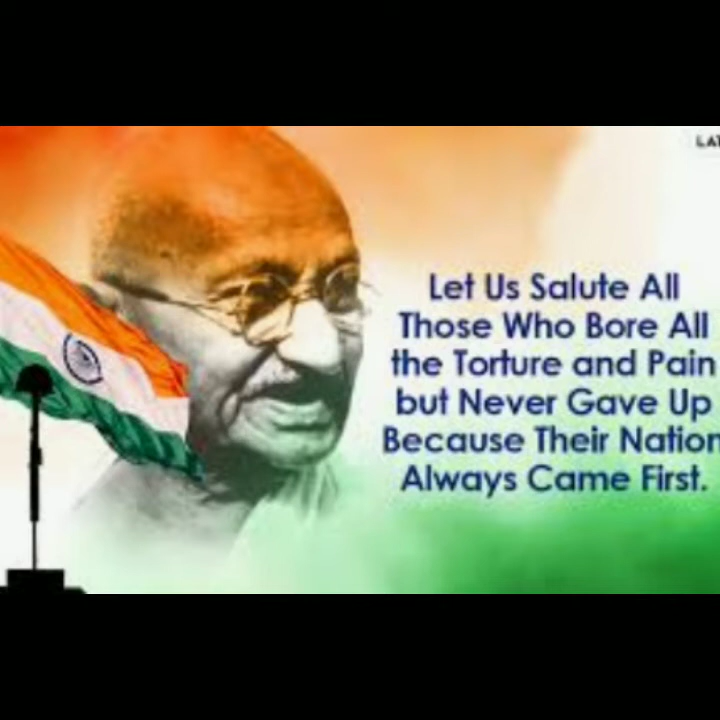 Let Us Salute All
Those Who Bore All
the Torture and Pain
but Never Gave Up
Because Their Nation
Always Came First.